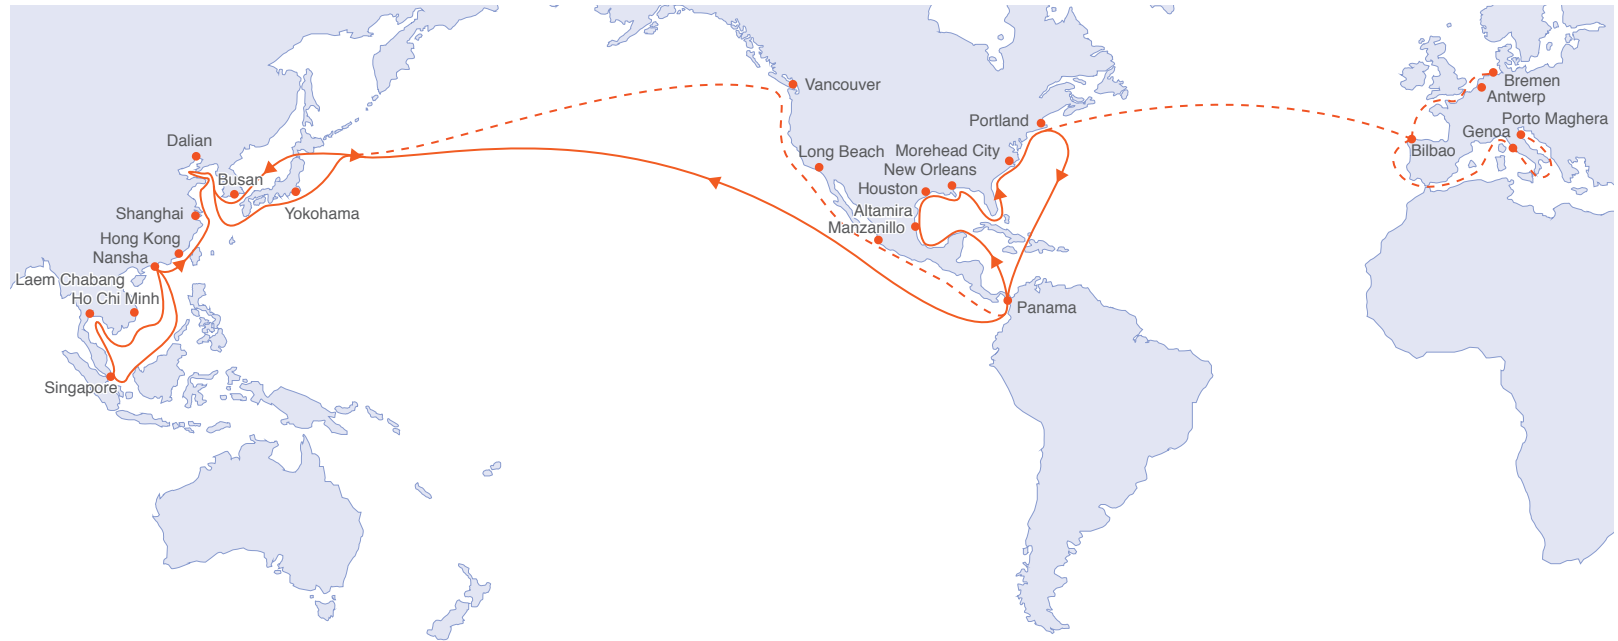 Dalian
Busan
Yokohama
Shanghai
Hong Kong
Nansha
Laem Chabang
Ho Chi Minh
Singapore
Vancouver
Long Beach
Portland
Morehead City
New Orleans
Houston
Altamira
Manzanillo
Panama
Bremen
Antwerp
Porto Maghera
Genoa
Bilbao